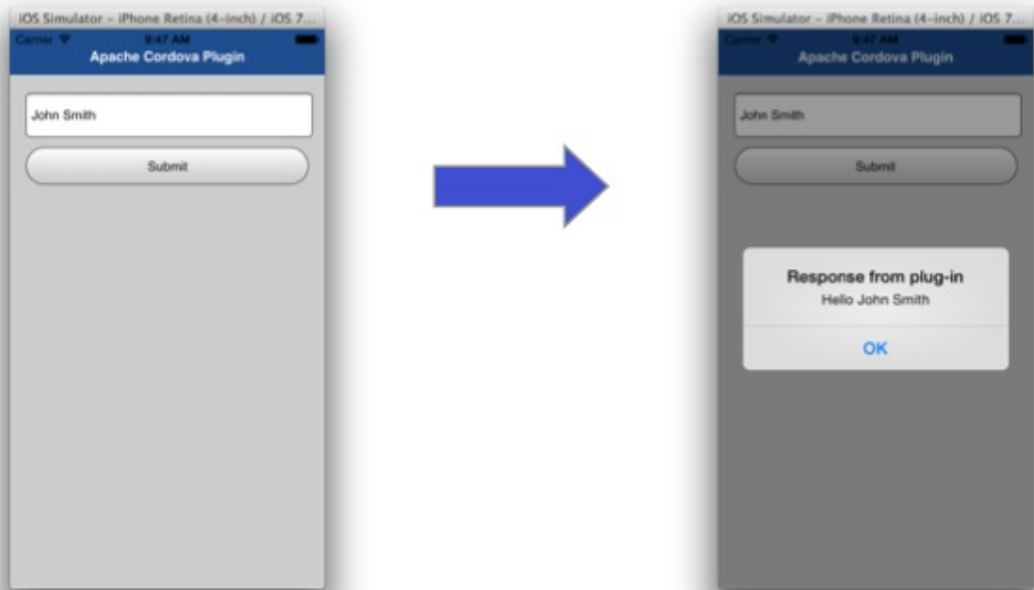 iOS Simulator – iPhone Retina (4-inch) / iOS 7...
Carrier 9:47 AM
Apache Cordova Plugin
John Smith
Submit
iOS Simulator – iPhone Retina (4-inch) / iOS 7...
Carrier 9:47 AM
Apache Cordova Plugin
John Smith
Submit
Response from plug-in
Hello John Smith
OK